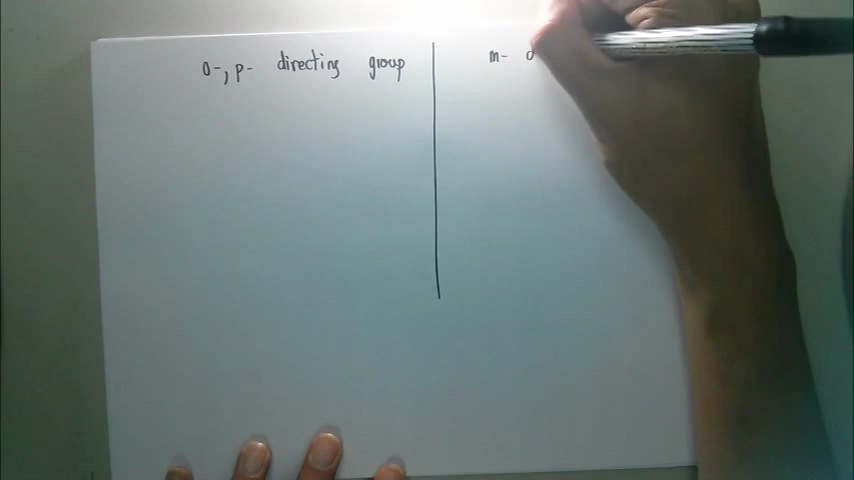 o-, p- directing group
m-